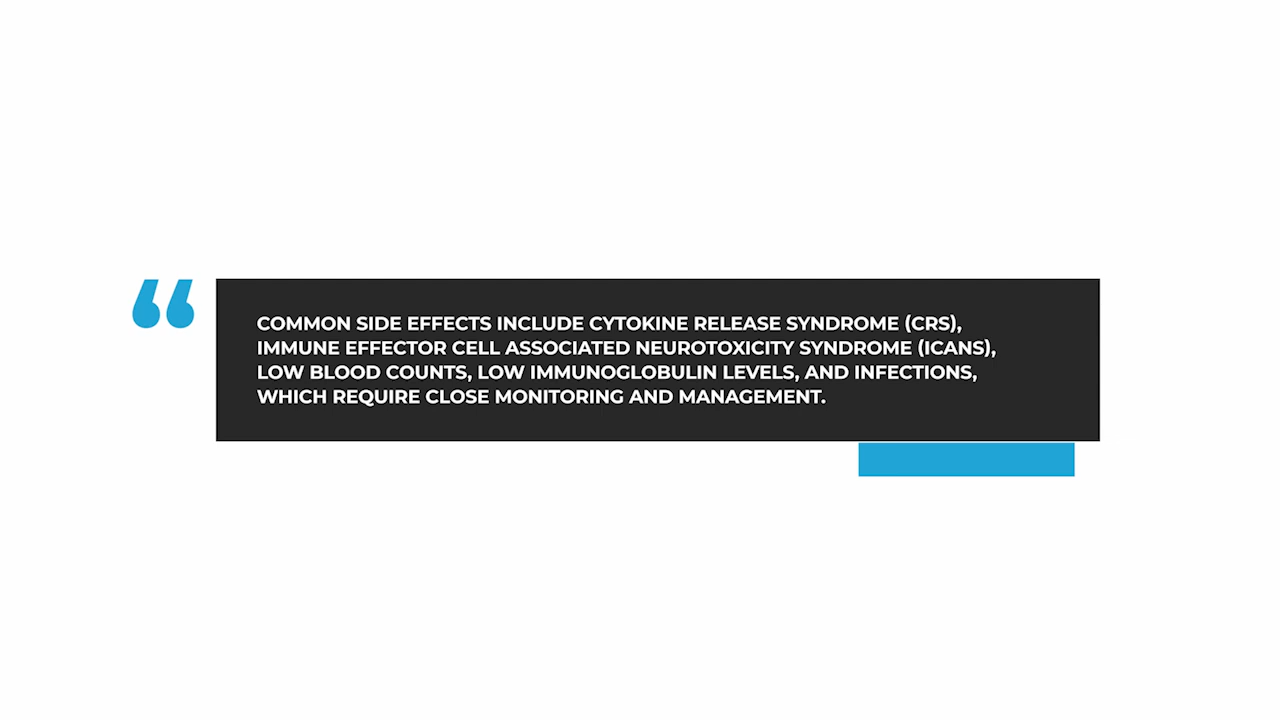 “
COMMON SIDE EFFECTS INCLUDE CYTOKINE RELEASE SYNDROME (CRS),
IMMUNE EFFECTOR CELL ASSOCIATED NEUROTOXICITY SYNDROME (ICANS),
LOW BLOOD COUNTS, LOW IMMUNOGLOBULIN LEVELS, AND INFECTIONS,
WHICH REQUIRE CLOSE MONITORING AND MANAGEMENT.